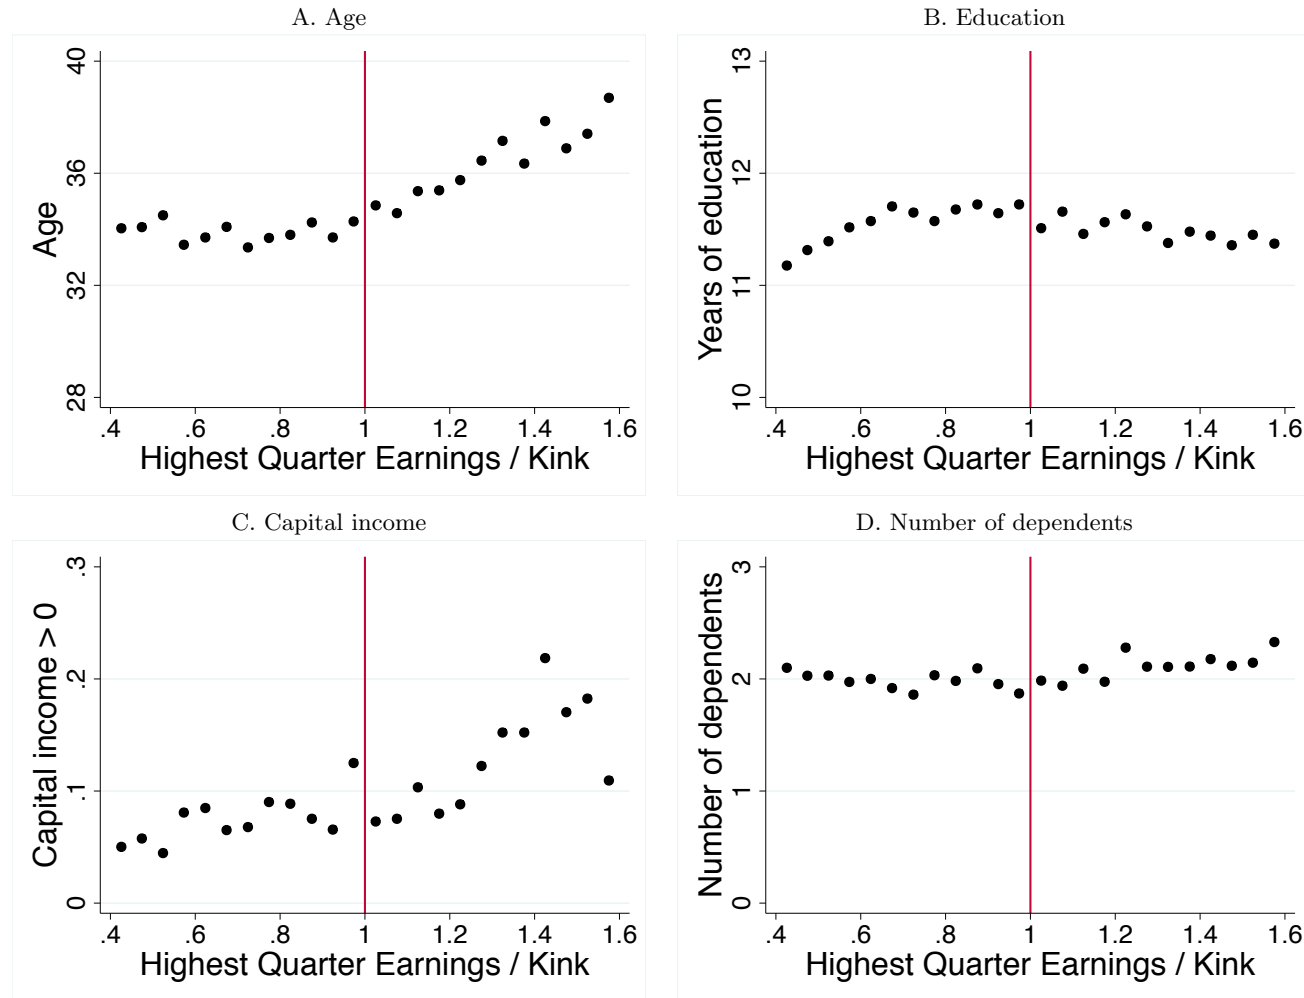 A. Age
40
36
32
28
Age
.4 .6 .8 1 1.2 1.4 1.6
Highest Quarter Earnings / Kink
B. Education
13
12
11
10
Years of education
.4 .6 .8 1 1.2 1.4 1.6
Highest Quarter Earnings / Kink
C. Capital income
.3
.2
.1
0
Capital income > 0
.4 .6 .8 1 1.2 1.4 1.6
Highest Quarter Earnings / Kink
D. Number of dependents
3
2
1
0
Number of dependents
.4 .6 .8 1 1.2 1.4 1.6
Highest Quarter Earnings / Kink